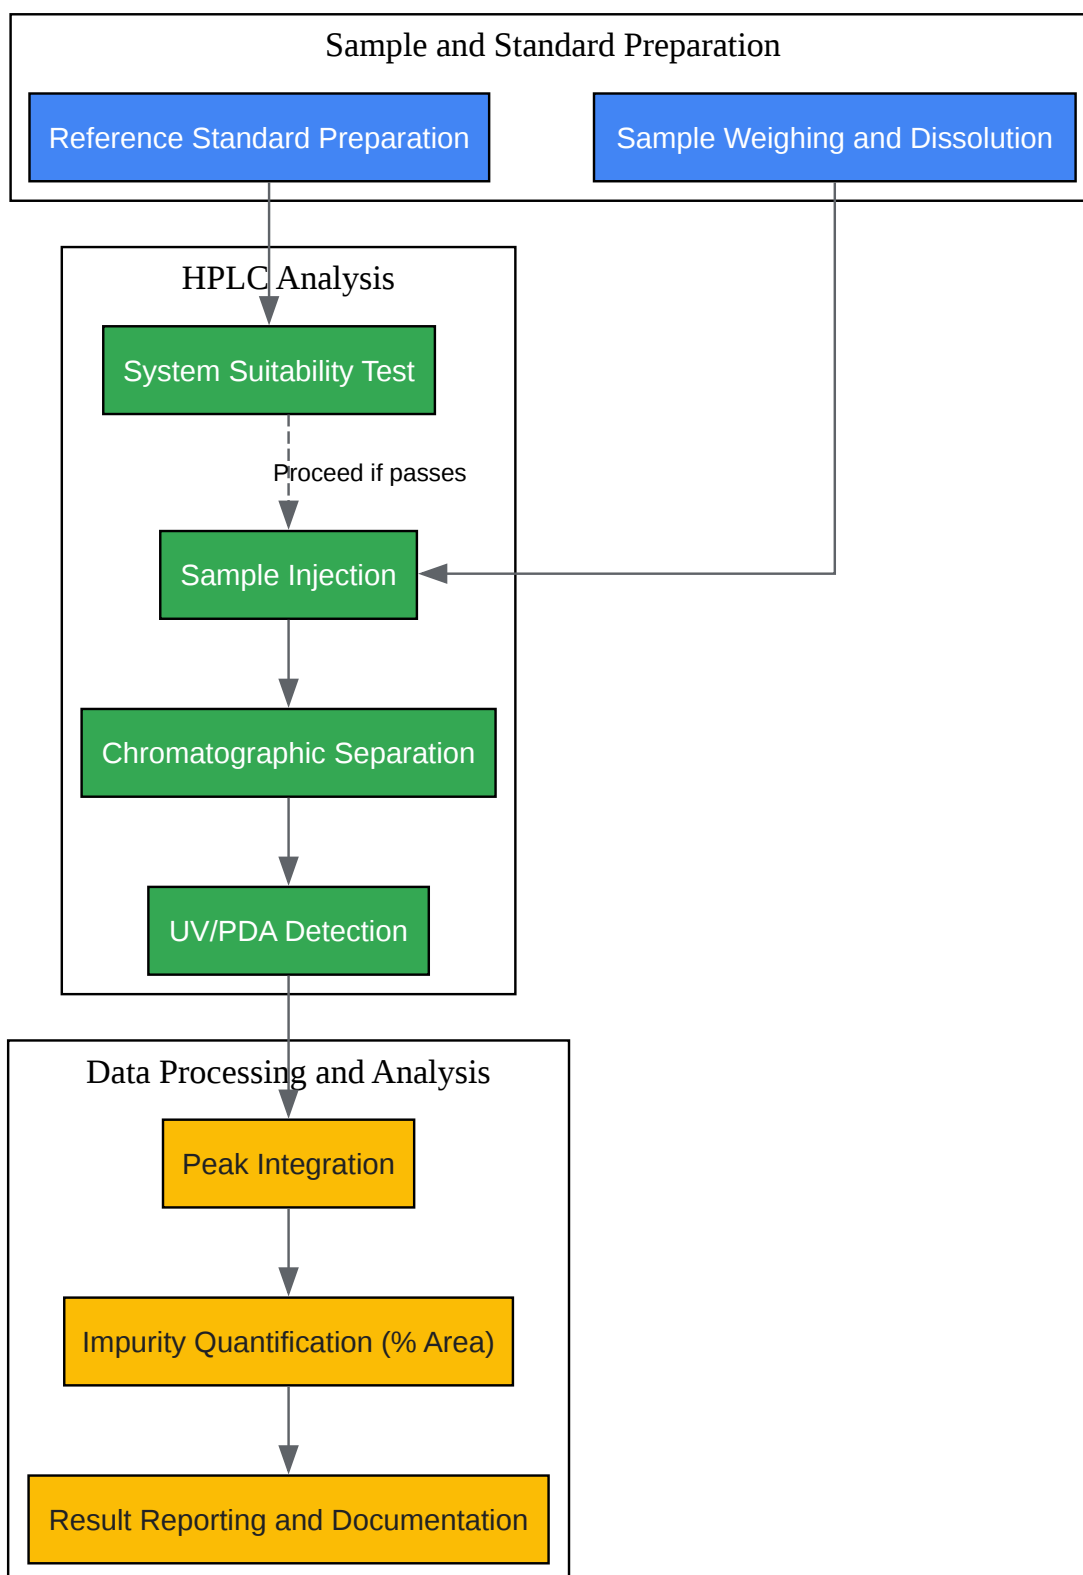 Sample and Standard Preparation
Reference Standard Preparation
Sample Weighing and Dissolution
HPLC Analysis
System Suitability Test
Proceed if passes
Sample Injection
Chromatographic Separation
UV/PDA Detection
Data Processing and Analysis
Peak Integration
Impurity Quantification (% Area)
Result Reporting and Documentation